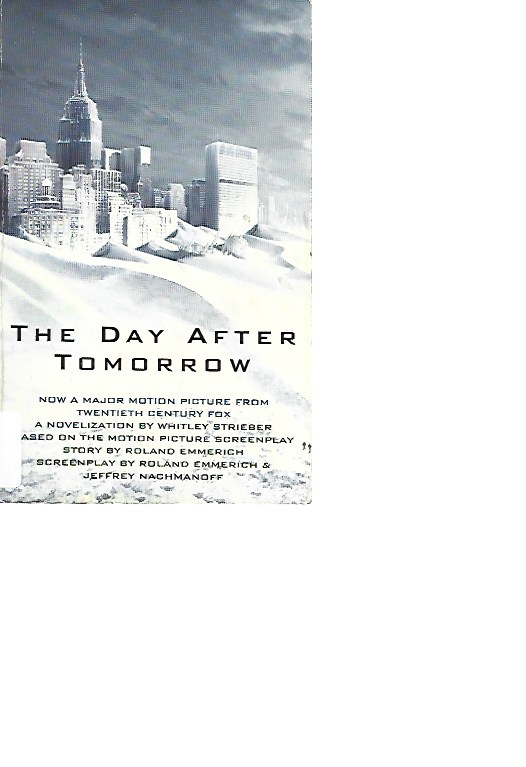 THE DAY AFTER
TOMORROW
NOW A MAJOR MOTION PICTURE FROM
TWENTIETH CENTURY FOX
A NOVELIZATION BY WHITLEY STRIEBER
ASED ON THE MOTION PICTURE SCREENPLAY
STORY BY ROLAND EMMERICH
SCREENPLAY BY ROLAND EMMERICH &
JEFFREY NACHMANOFF